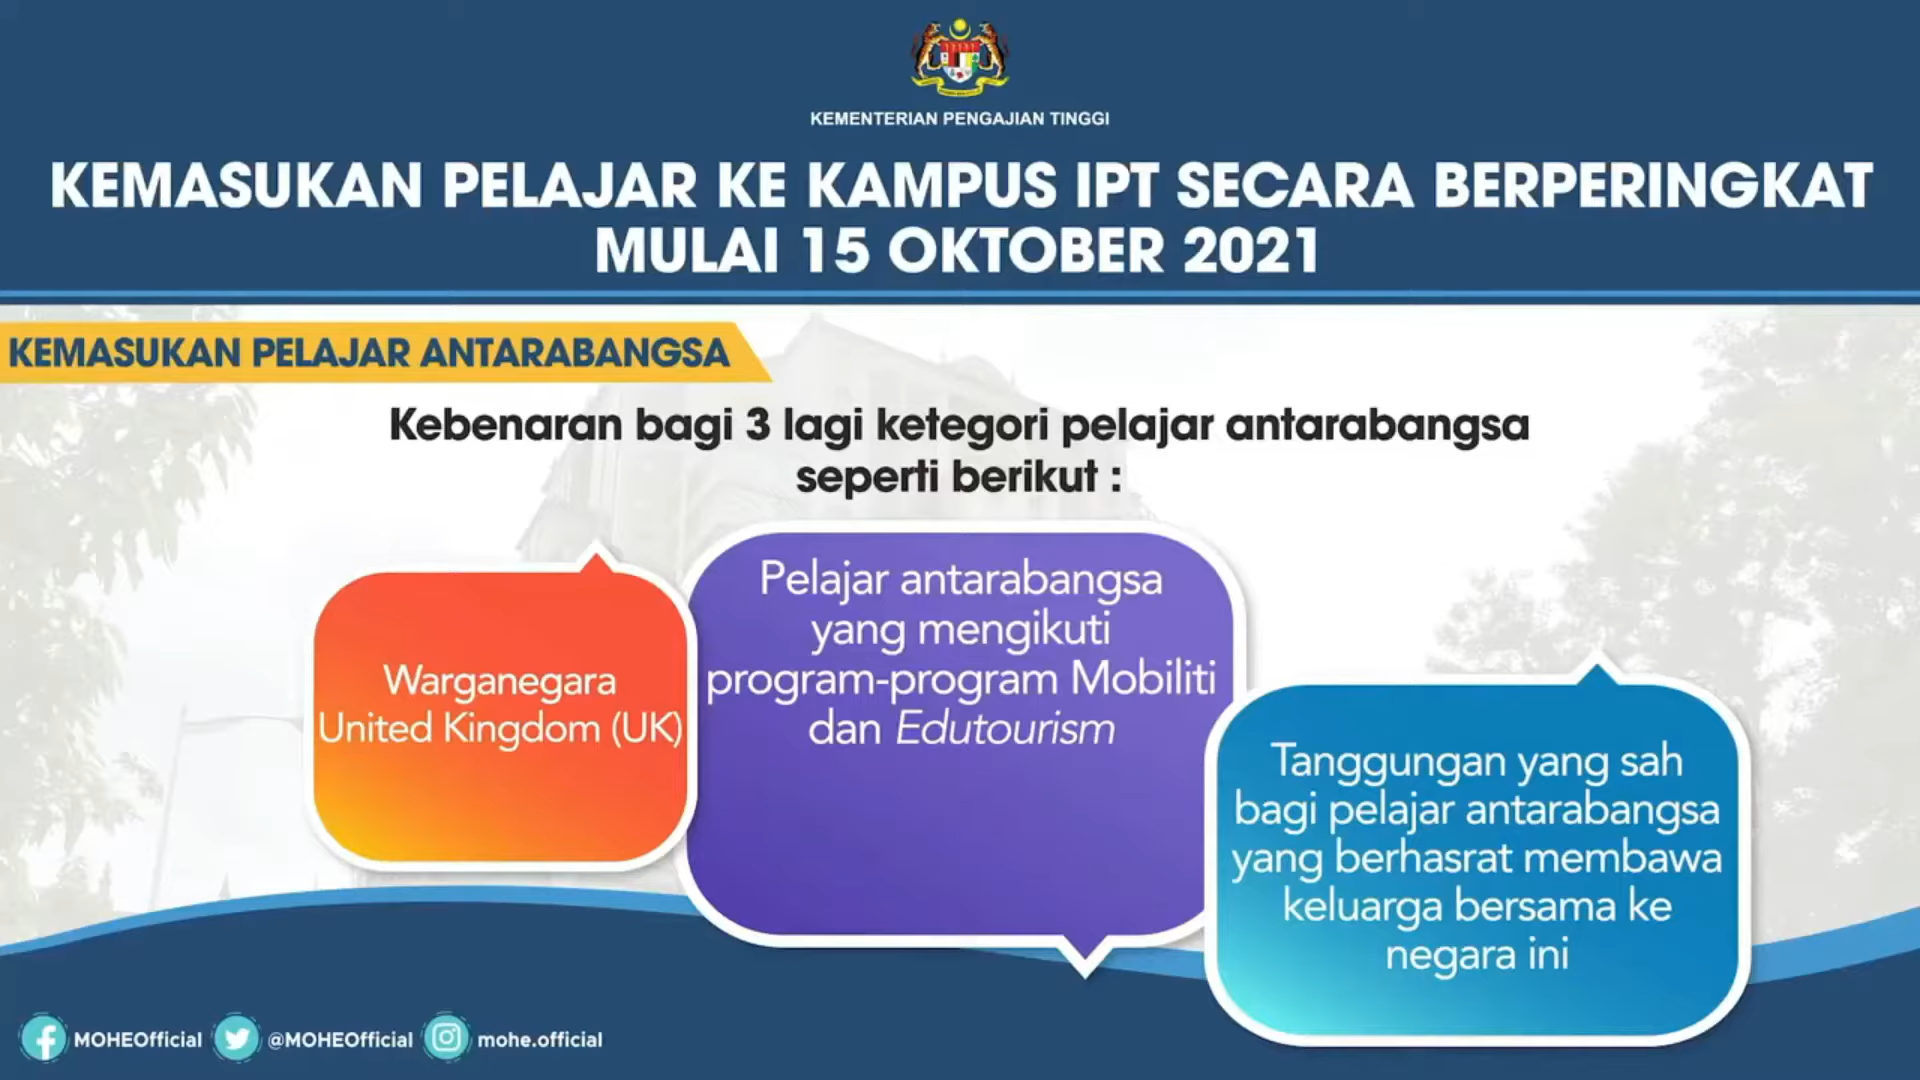 KEMENTERIAN PENGAJIAN TINGGI
KEMASUKAN PELAJAR KE KAMPUS IPT SECARA BERPERINGKAT
MULAI 15 OKTOBER 2021
KEMASUKAN PELAJAR ANTARABANGSA
Kebenaran bagi 3 lagi ketegori pelajar antarabangsa
seperti berikut :
Warganegara
United Kingdom (UK)
Pelajar antarabangsa
yang mengikuti
program-program Mobiliti
dan Edutourism
Tanggungan yang sah
bagi pelajar antarabangsa
yang berhasrat membawa
keluarga bersama ke
negara ini
MOHEOfficial @MOHEOfficial mohe.official